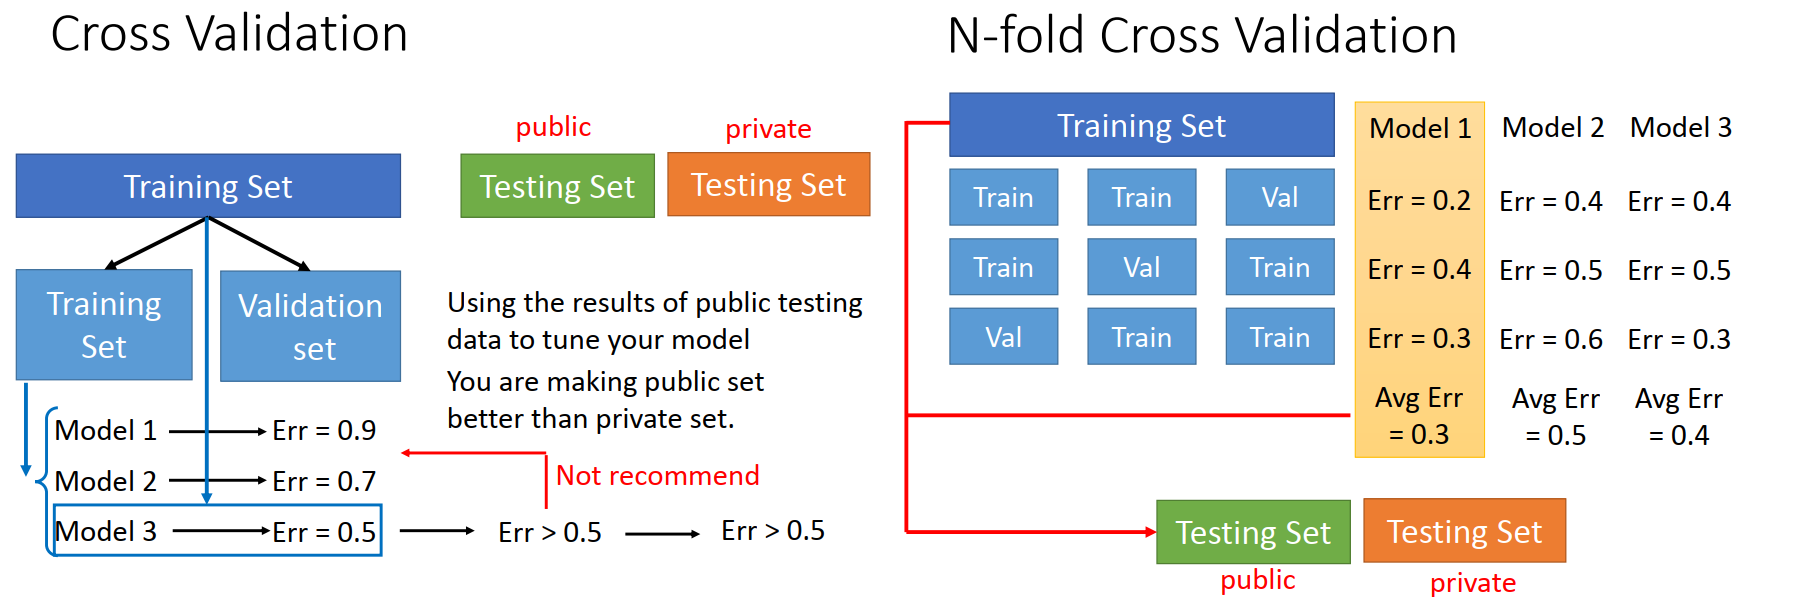 Cross Validation
public
private
Training Set
Testing Set
Testing Set
Training
Set
Validation
set
Using the results of public testing
data to tune your model
You are making public set
better than private set.
Model 1
Err = 0.9
Model 2
Err = 0.7
Not recommend
Model 3
Err = 0.5
Err > 0.5
Err > 0.5
N-fold Cross Validation
Training Set
Model 1
Model 2
Model 3
Train
Train
Val
Err = 0.2
Err = 0.4
Err = 0.4
Train
Val
Train
Err = 0.4
Err = 0.5
Err = 0.5
Val
Train
Train
Err = 0.3
Err = 0.6
Err = 0.3
Avg Err
= 0.3
Avg Err
= 0.5
Avg Err
= 0.4
Testing Set
Testing Set
public
private